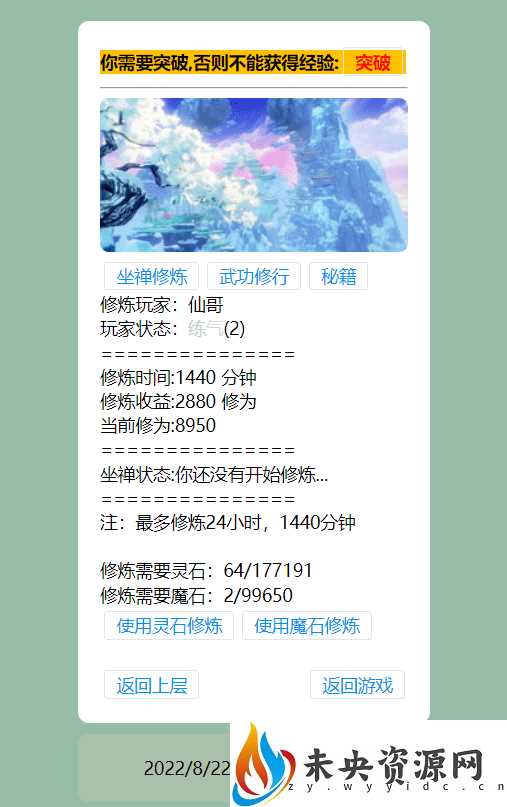 你需要突破,否则不能获得经验: 突破
坐禅修炼 武功修行 秘籍
修炼玩家：仙哥
玩家状态：练气(2)
===============
修炼时间:1440 分钟
修炼收益:2880 修为
当前修为:8950
===============
坐禅状态:你还没有开始修炼...
===============
注：最多修炼24小时，1440分钟
修炼需要灵石：64/177191
修炼需要魔石：2/99650
使用灵石修炼 使用魔石修炼
返回上层 返回游戏
2022/8/22
未央资源网
zy.wyyidc.cn